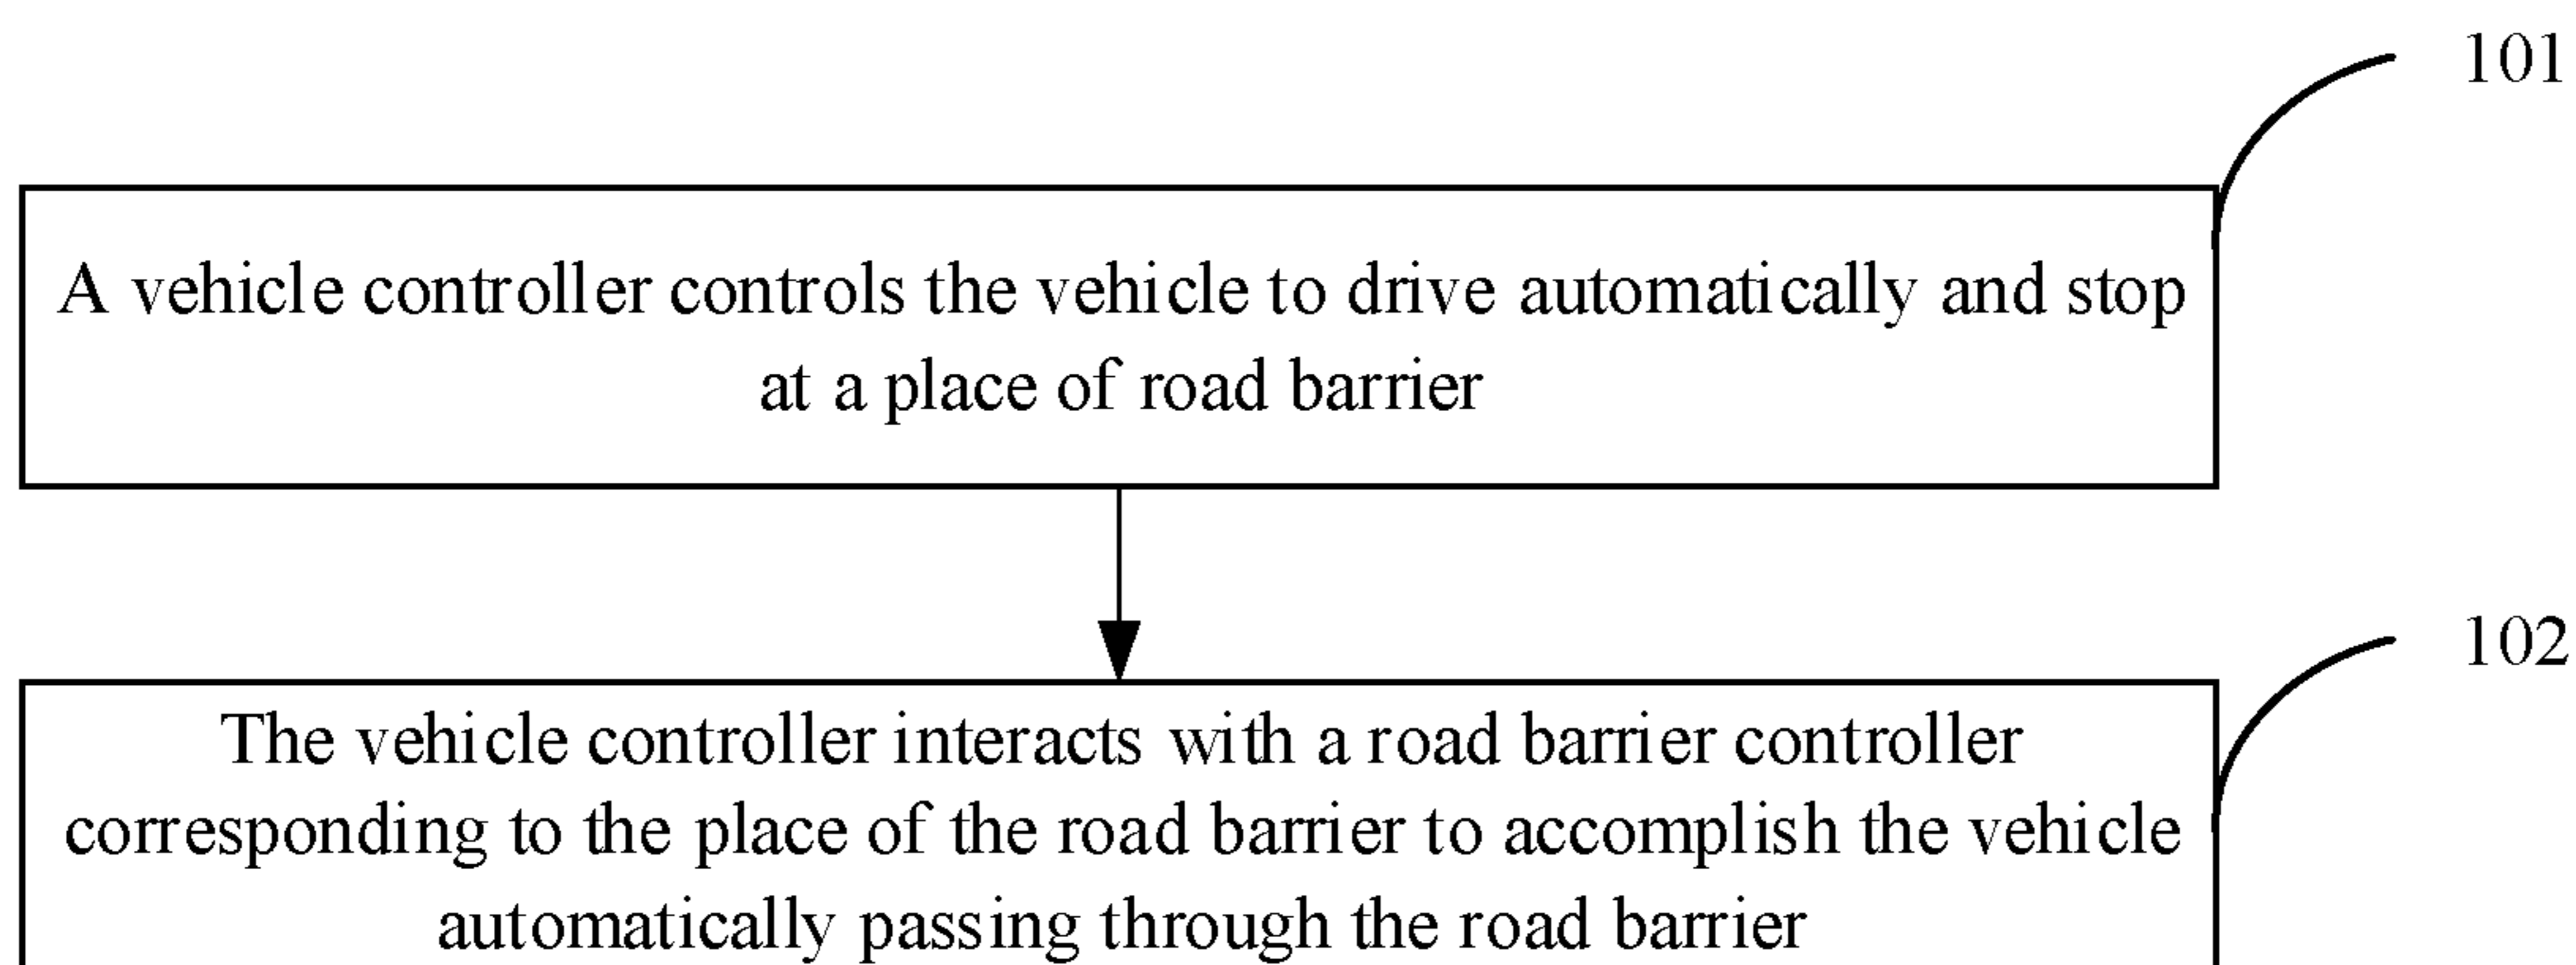 101
A vehicle controller controls the vehicle to drive automatically and stop
at a place of road barrier
102
The vehicle controller interacts with a road barrier controller
corresponding to the place of the road barrier to accomplish the vehicle
automatically passing through the road barrier